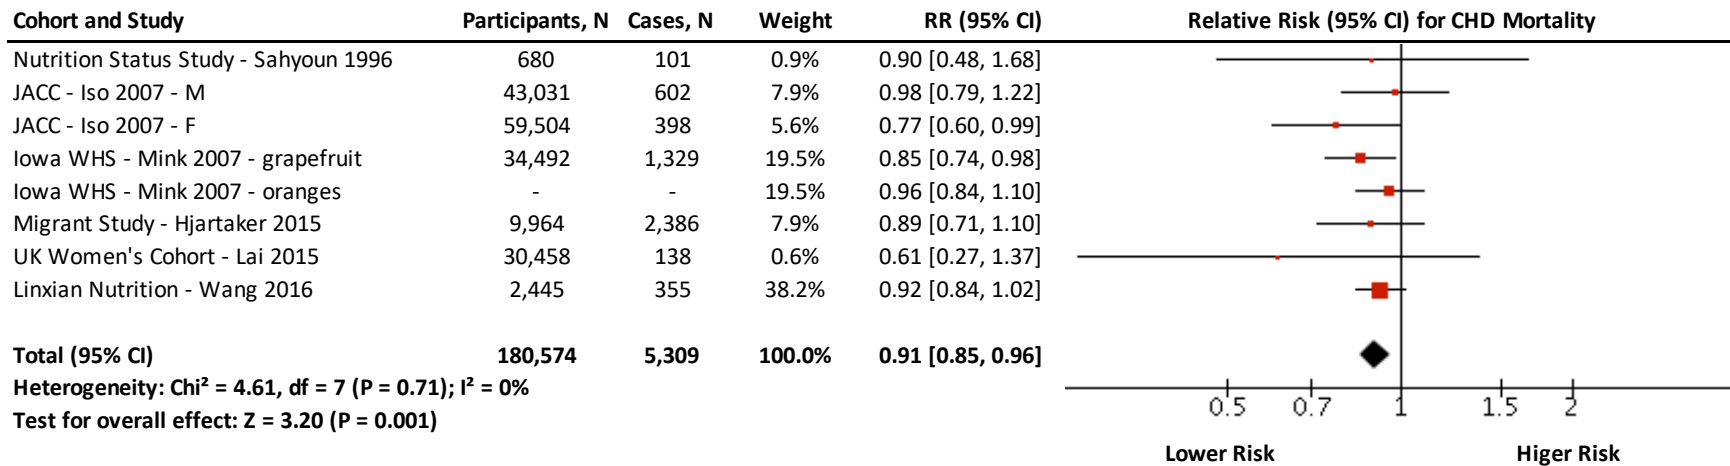 Cohort and Study Participants, N Cases, N Weight RR (95% CI) Relative Risk (95% CI) for CHD Mortality
Nutrition Status Study - Sahyoun 1996 680 101 0.9% 0.90 [0.48, 1.68]
JACC - Iso 2007 - M 43,031 602 7.9% 0.98 [0.79, 1.22]
JACC - Iso 2007 - F 59,504 398 5.6% 0.77 [0.60, 0.99]
Iowa WHS - Mink 2007 - grapefruit 34,492 1,329 19.5% 0.85 [0.74, 0.98]
Iowa WHS - Mink 2007 - oranges - - 19.5% 0.96 [0.84, 1.10]
Migrant Study - Hjartaker 2015 9,964 2,386 7.9% 0.89 [0.71, 1.10]
UK Women's Cohort - Lai 2015 30,458 138 0.6% 0.61 [0.27, 1.37]
Linxian Nutrition - Wang 2016 2,445 355 38.2% 0.92 [0.84, 1.02]
Total (95% CI) 180,574 5,309 100.0% 0.91 [0.85, 0.96]
Heterogeneity: Chi² = 4.61, df = 7 (P = 0.71); I² = 0%
Test for overall effect: Z = 3.20 (P = 0.001)
0.5 0.7 1 1.5 2
Lower Risk Higer Risk